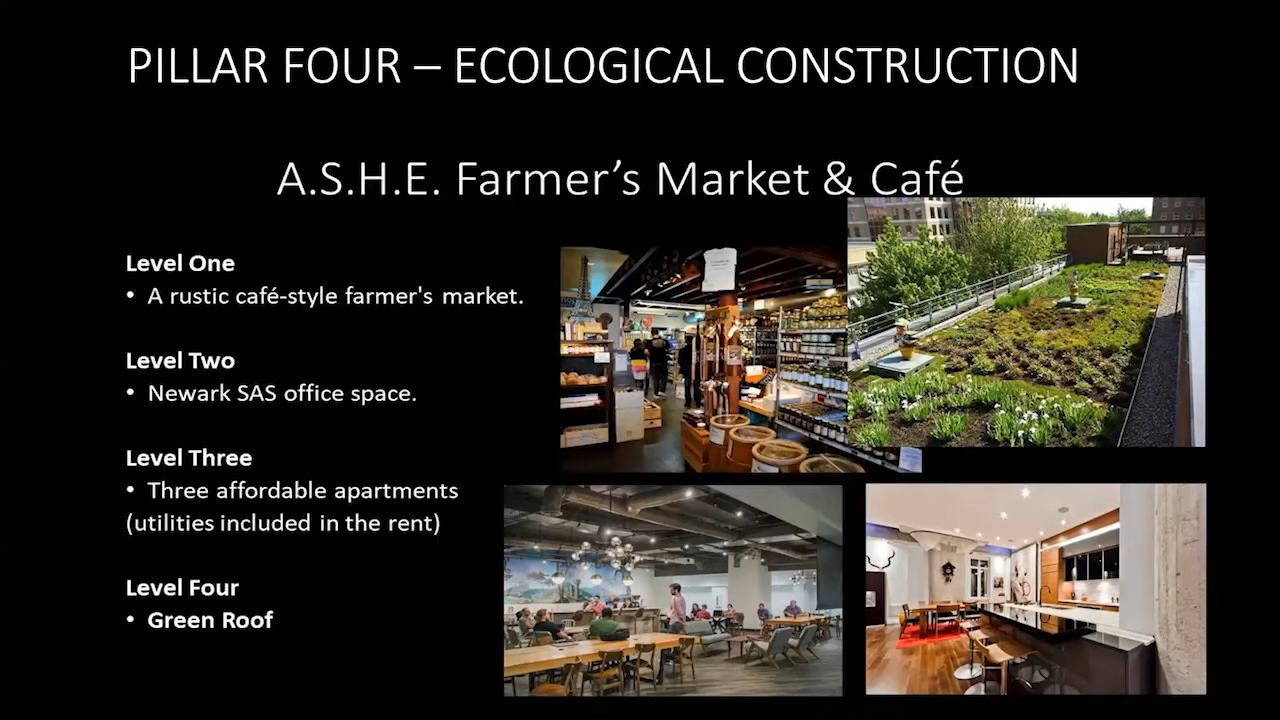 PILLAR FOUR – ECOLOGICAL CONSTRUCTION
A.S.H.E. Farmer’s Market & Café
Level One
• A rustic café-style farmer's market.
Level Two
• Newark SAS office space.
Level Three
• Three affordable apartments
(utilities included in the rent)
Level Four
• Green Roof